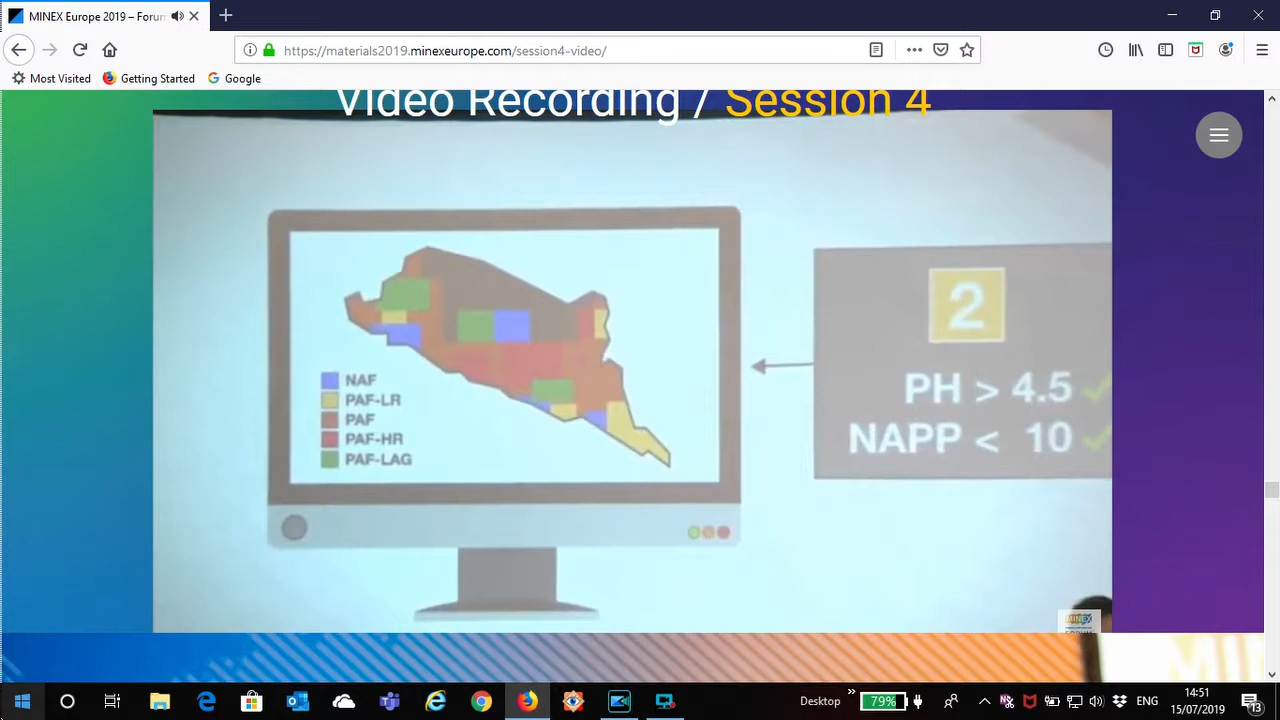 MINEX Europe 2019 – Forum
https://materials2019.minexeurope.com/session4-video/
Most Visited
Getting Started
Google
Video Recording / Session 4
2
PH > 4.5 ✓
NAPP < 10 ✓
NAF
PAF-LR
PAF
PAF-HR
PAF-LAG
MINEX
Desktop
79%
ENG
14:51
15/07/2019
13